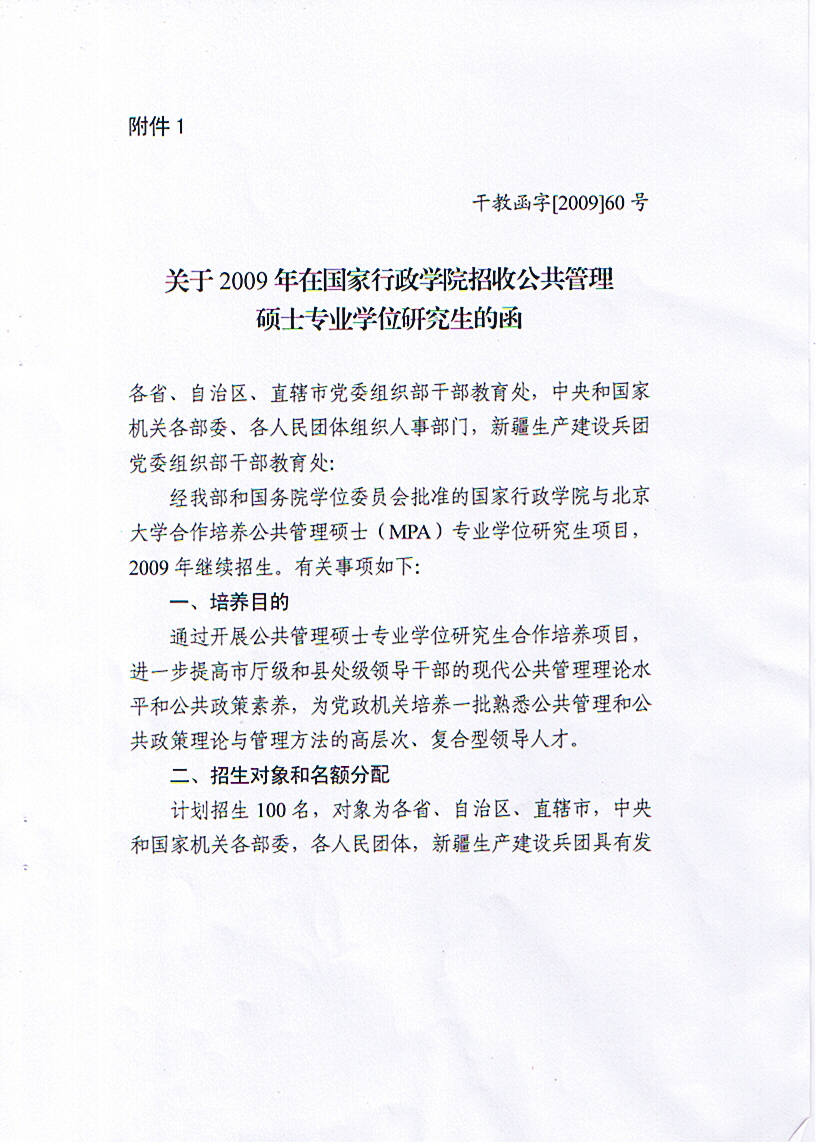 附件 1
干教函字[2009]60 号
关于 2009 年在国家行政学院招收公共管理
硕士专业学位研究生的函
各省、自治区、直辖市党委组织部干部教育处，中央和国家
机关各部委、各人民团体组织人事部门，新疆生产建设兵团
党委组织部干部教育处：
经我部和国务院学位委员会批准的国家行政学院与北京
大学合作培养公共管理硕士（MPA）专业学位研究生项目，
2009 年继续招生。有关事项如下：
一、培养目的
通过开展公共管理硕士专业学位研究生合作培养项目，
进一步提高市厅级和县处级领导干部的现代公共管理理论水
平和公共政策素养，为党政机关培养一批熟悉公共管理和公
共政策理论与管理方法的高层次、复合型领导人才。
二、招生对象和名额分配
计划招生 100 名，对象为各省、自治区、直辖市，中央
和国家机关各部委，各人民团体，新疆生产建设兵团具有发